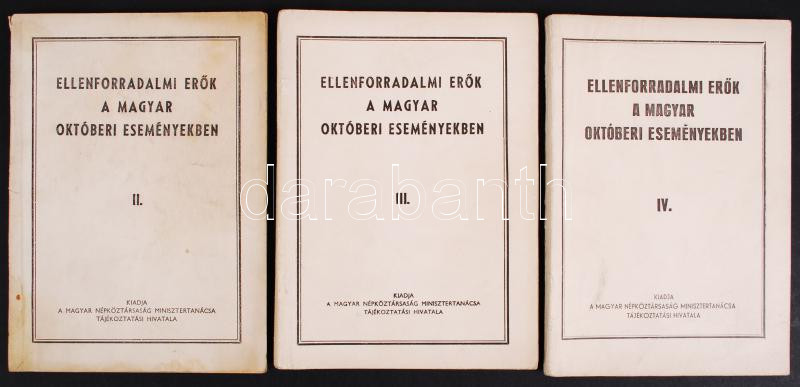 ELLENFORRADALMI ERŐK
A MAGYAR
OKTÓBERI ESEMÉNYEKBEN
II.
KIADJA
A MAGYAR NÉPKÖZTÁRSASÁG MINISZTERTANÁCSA
TÁJÉKOZTATÁSI HIVATALA
ELLENFORRADALMI ERŐK
A MAGYAR
OKTÓBERI ESEMÉNYEKBEN
III.
KIADJA
A MAGYAR NÉPKÖZTÁRSASÁG MINISZTERTANÁCSA
TÁJÉKOZTATÁSI HIVATALA
ELLENFORRADALMI ERŐK
A MAGYAR
OKTÓBERI ESEMÉNYEKBEN
IV.
KIADJA
A MAGYAR NÉPKÖZTÁRSASÁG MINISZTERTANÁCSA
TÁJÉKOZTATÁSI HIVATALA
darabanth